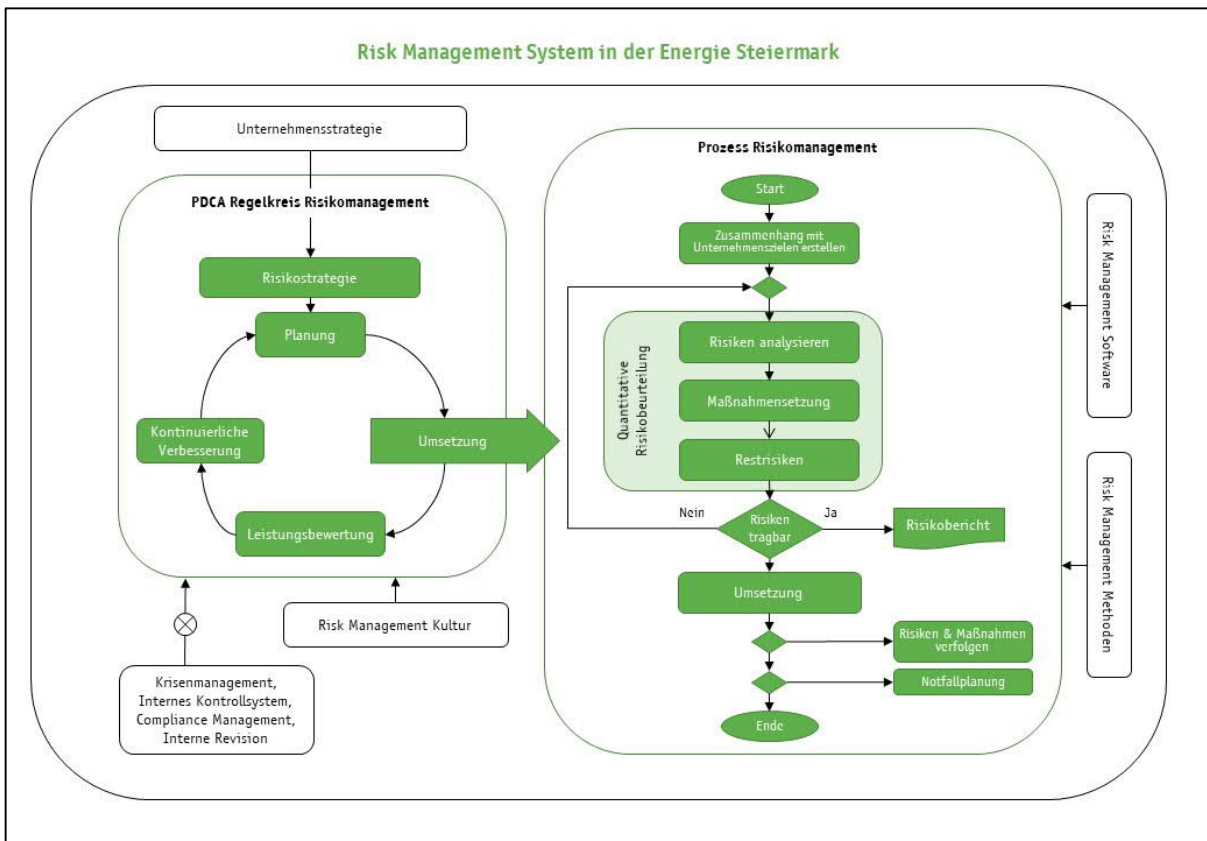 Risk Management System in der Energie Steiermark
Unternehmensstrategie
PDCA Regelkreis Risikomanagement
Risikostrategie
Planung
Umsetzung
Leistungsbewertung
Kontinuierliche
Verbesserung
Risk Management Kultur
Krisenmanagement,
Internes Kontrollsystem,
Compliance Management,
Interne Revision
Prozess Risikomanagement
Start
Zusammenhang mit
Unternehmenszielen erstellen
Quantitative
Risikobeurteilung
Risiken analysieren
Maßnahmensetzung
Restrisiken
Nein
Risiken
tragbar
Ja
Risikobericht
Umsetzung
Risiken & Maßnahmen
verfolgen
Notfallplanung
Ende
Risk Management Software
Risk Management Methoden